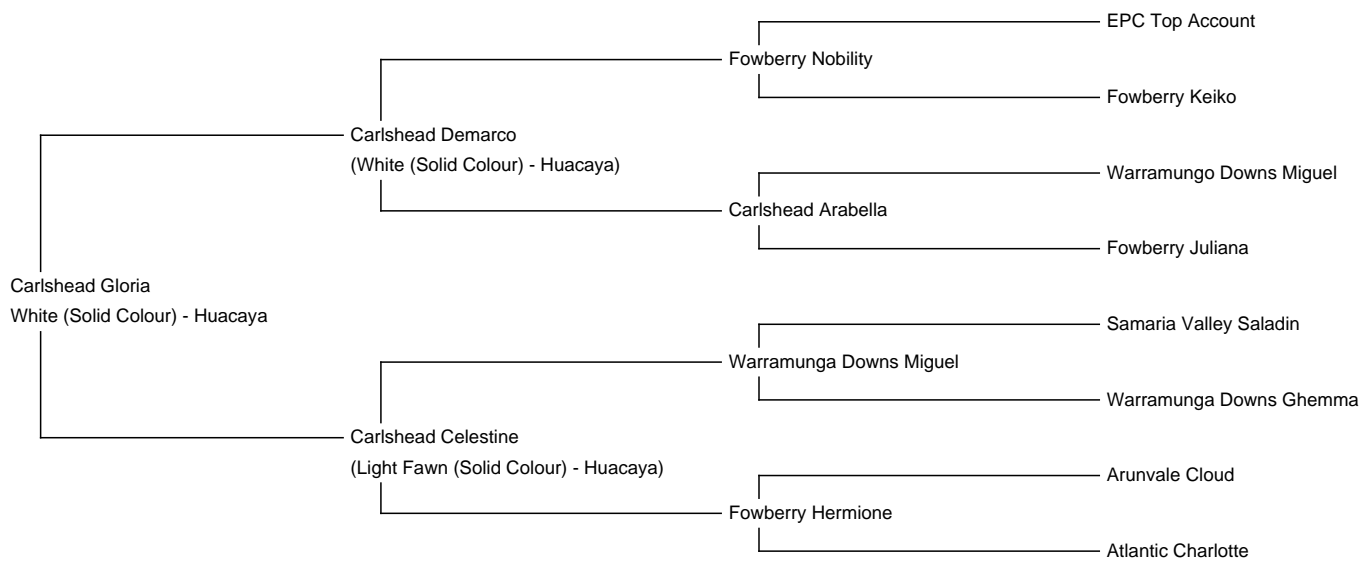 EPC Top Account
Fowberry Nobility
Fowberry Keiko
Carlshead Demarco
(White (Solid Colour) - Huacaya)
Warramungo Downs Miguel
Carlshead Arabella
Fowberry Juliana
Carlshead Gloria
White (Solid Colour) - Huacaya
Samaria Valley Saladin
Warramunga Downs Miguel
Warramunga Downs Ghemma
Carlshead Celestine
(Light Fawn (Solid Colour) - Huacaya)
Arunvale Cloud
Fowberry Hermione
Atlantic Charlotte